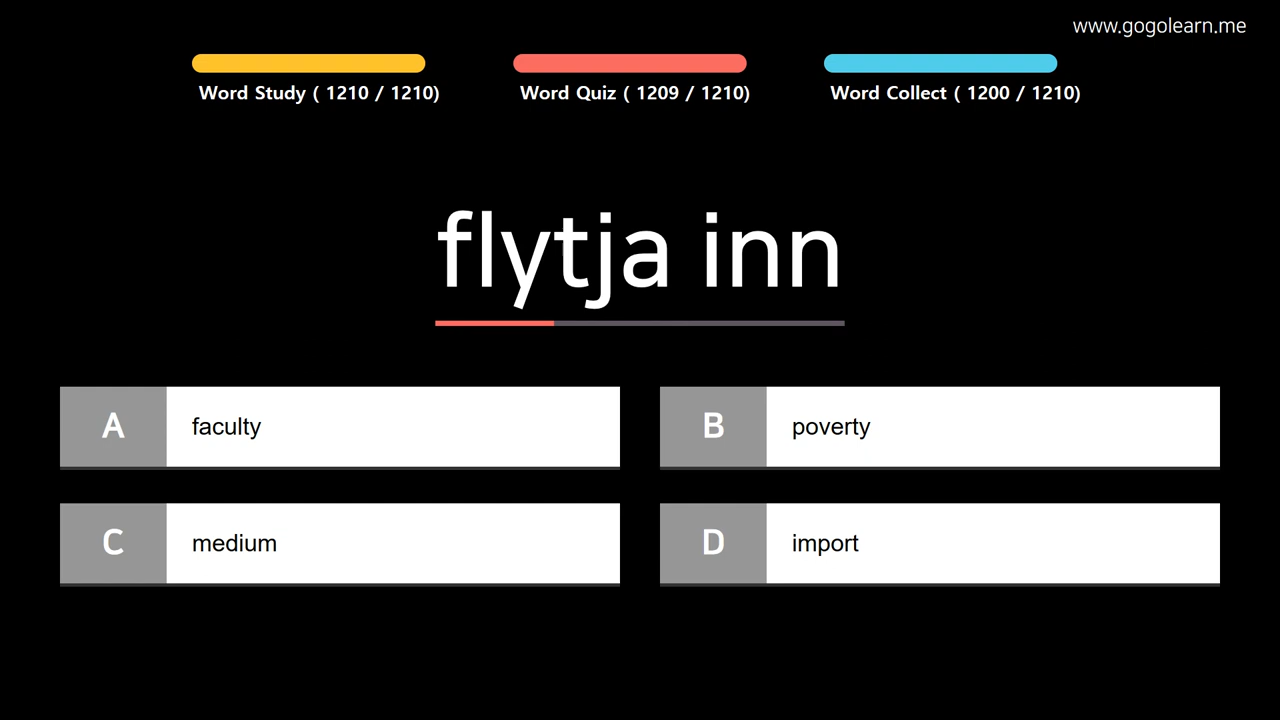 www.gogolearn.me
Word Study ( 1210 / 1210)
Word Quiz ( 1209 / 1210)
Word Collect ( 1200 / 1210)
flytja inn
A faculty
B poverty
C medium
D import